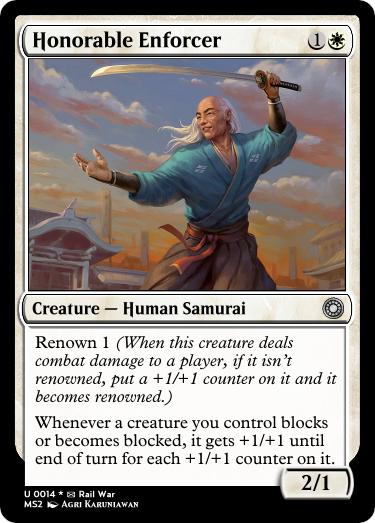 Honorable Enforcer 1
Creature — Human Samurai
Renown 1 (When this creature deals
combat damage to a player, if it isn't
renowned, put a +1/+1 counter on it and it
becomes renowned.)
Whenever a creature you control blocks
or becomes blocked, it gets +1/+1 until
end of turn for each +1/+1 counter on it.
2/1
U 0014 * ✉ Rail War
MS2 Agri Karuniawan